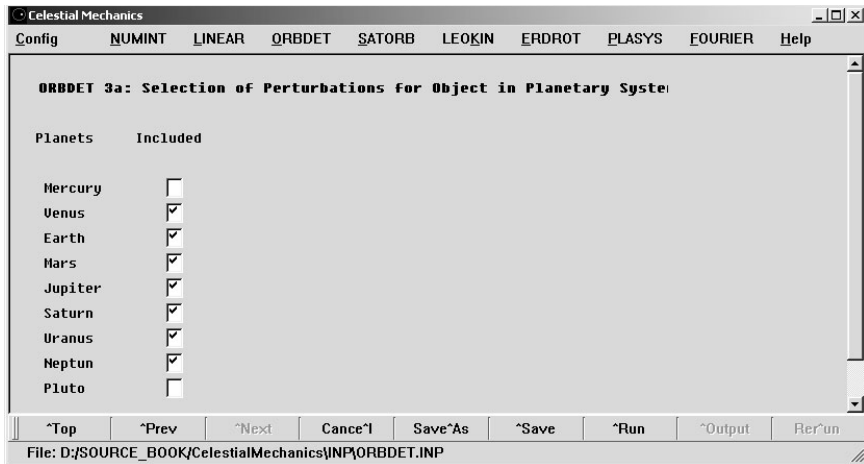 Celestial Mechanics
Config NUMINT LINEAR ORBDET SATORB LEOKIN ERDROT PLASYS FOURIER Help
ORBDET 3a: Selection of Perturbations for Object in Planetary System
Planets Included
Mercury
Venus
Earth
Mars
Jupiter
Saturn
Uranus
Neptun
Pluto
^Top ^Prev ^Next Cance^l Save^As ^Save ^Run ^Output Rer^un
File: D:/SOURCE_BOOK/CelestialMechanics\INP\ORBDET.INP